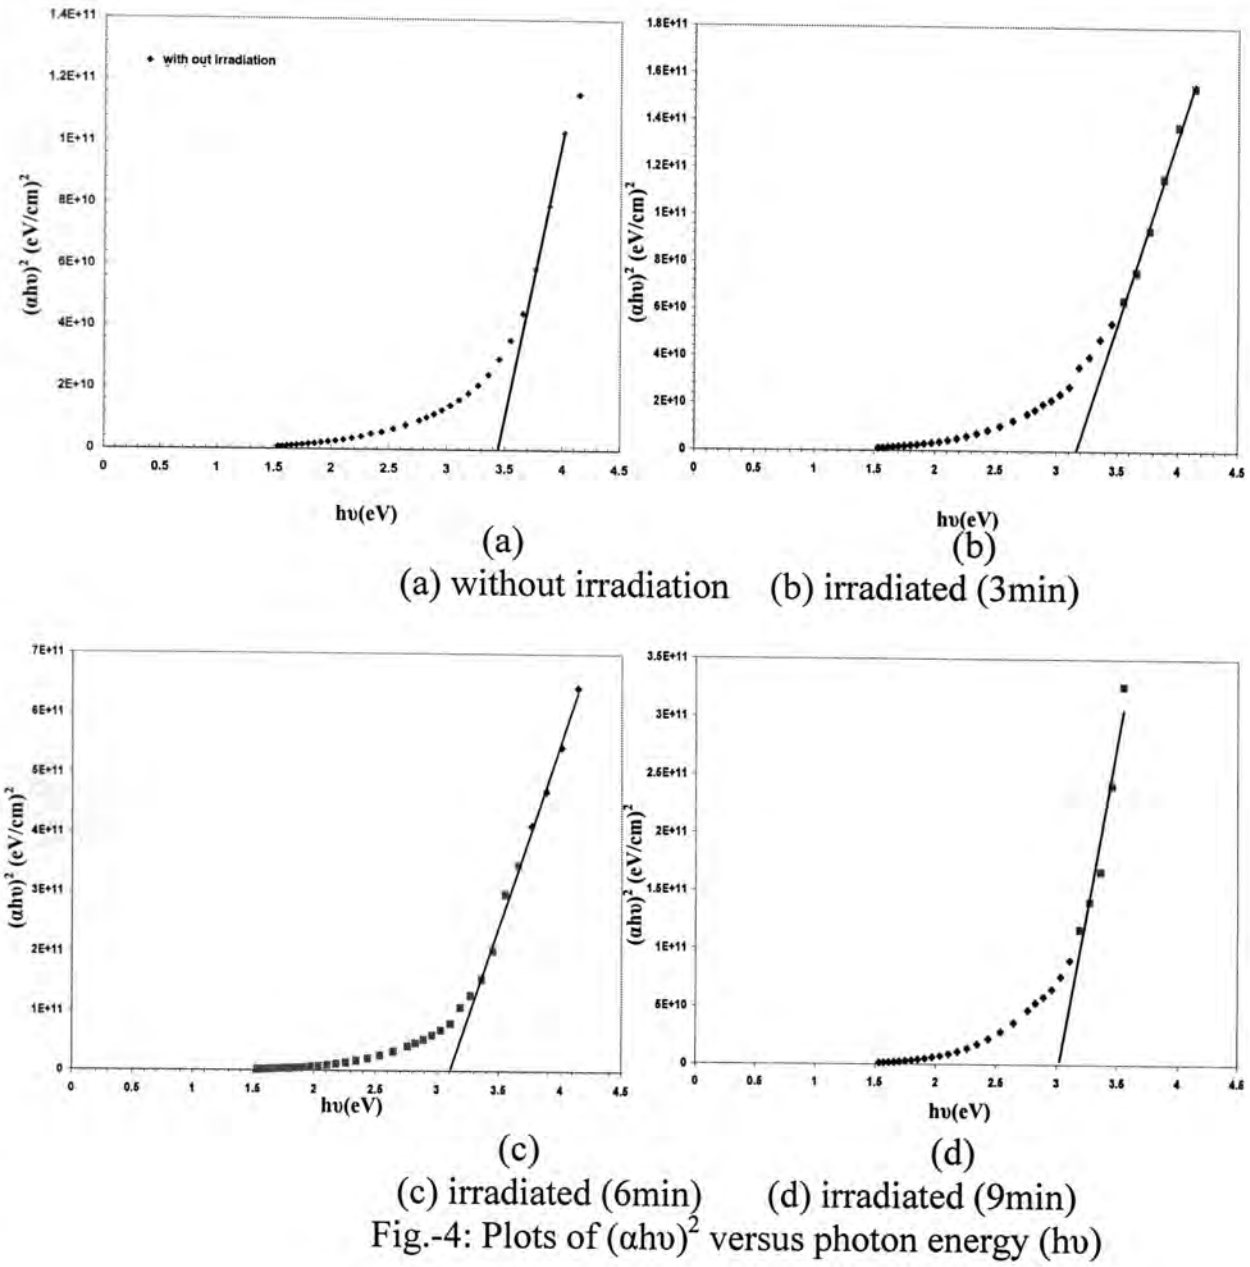 1.4E+11
with out irradiation
1.2E+11
1E+11
8E+10
6E+10
4E+10
2E+10
0
(αhυ)² (eV/cm)²
0 0.5 1 1.5 2 2.5 3 3.5 4 4.5
hυ(eV)
(a)
1.8E+11
1.6E+11
1.4E+11
1.2E+11
1E+11
8E+10
6E+10
4E+10
2E+10
0
(αhυ)² (eV/cm)²
0 0.5 1 1.5 2 2.5 3 3.5 4 4.5
hυ(eV)
(b)
(a) without irradiation (b) irradiated (3min)
7E+11
6E+11
5E+11
4E+11
3E+11
2E+11
1E+11
0
(αhυ)² (eV/cm)²
0 0.5 1 1.5 2 2.5 3 3.5 4 4.5
hυ(eV)
(c)
3.5E+11
3E+11
2.5E+11
2E+11
1.5E+11
1E+11
5E+10
0
(αhυ)² (eV/cm)²
0 0.5 1 1.5 2 2.5 3 3.5 4 4.5
hυ(eV)
(d)
(c) irradiated (6min) (d) irradiated (9min)
Fig.-4: Plots of (αhυ)² versus photon energy (hυ)